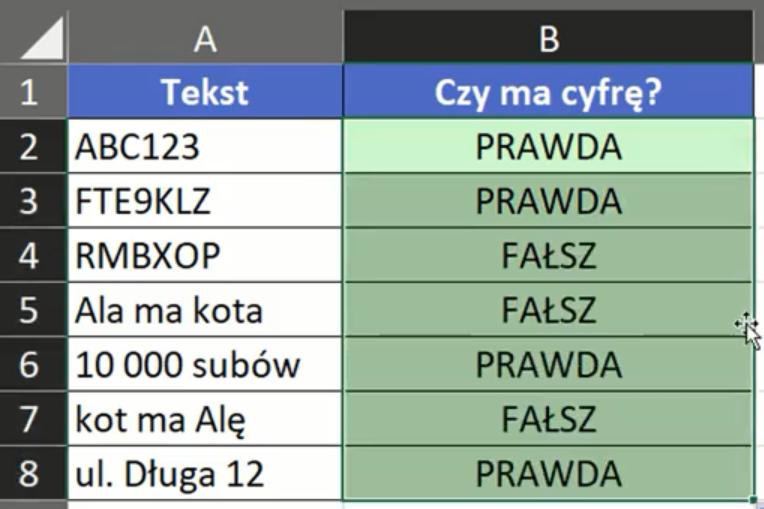 A B
1 Tekst Czy ma cyfrę?
2 ABC123 PRAWDA
3 FTE9KLZ PRAWDA
4 RMBXOP FAŁSZ
5 Ala ma kota FAŁSZ
6 10 000 subów PRAWDA
7 kot ma Alę FAŁSZ
8 ul. Długa 12 PRAWDA